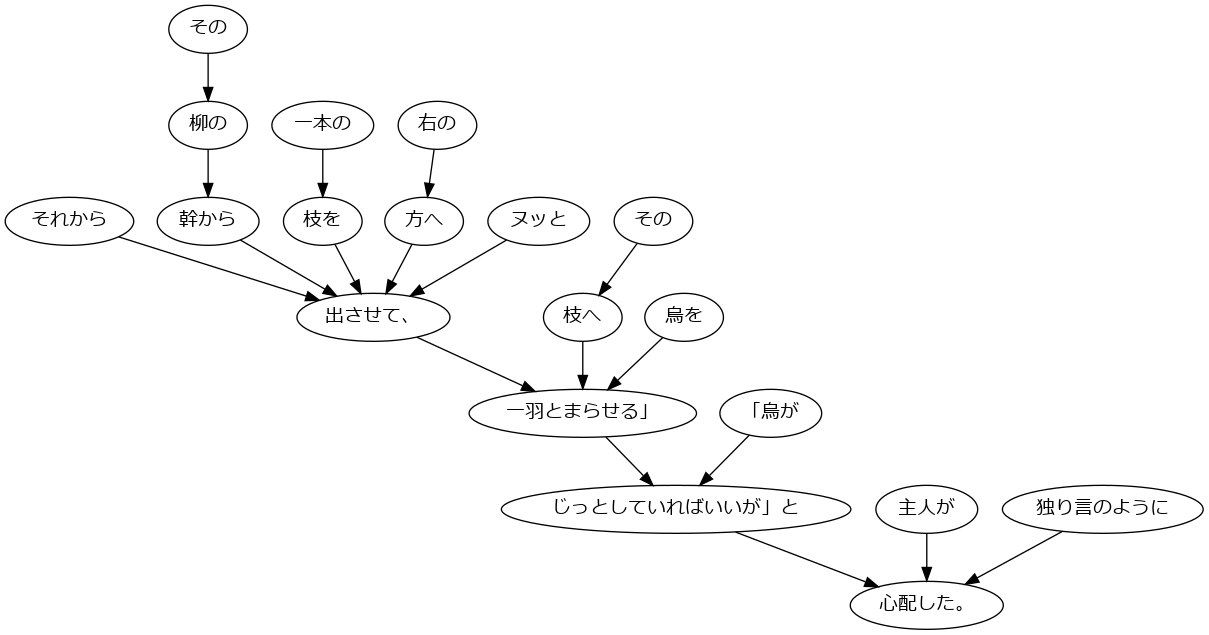 その
柳の
一本の
右の
それから
幹から
枝を
方へ
ヌッと
その
出させて、
枝へ
烏を
一羽とまらせる」
「烏が
じっとしていればいいが」と
主人が
独り言のように
心配した。